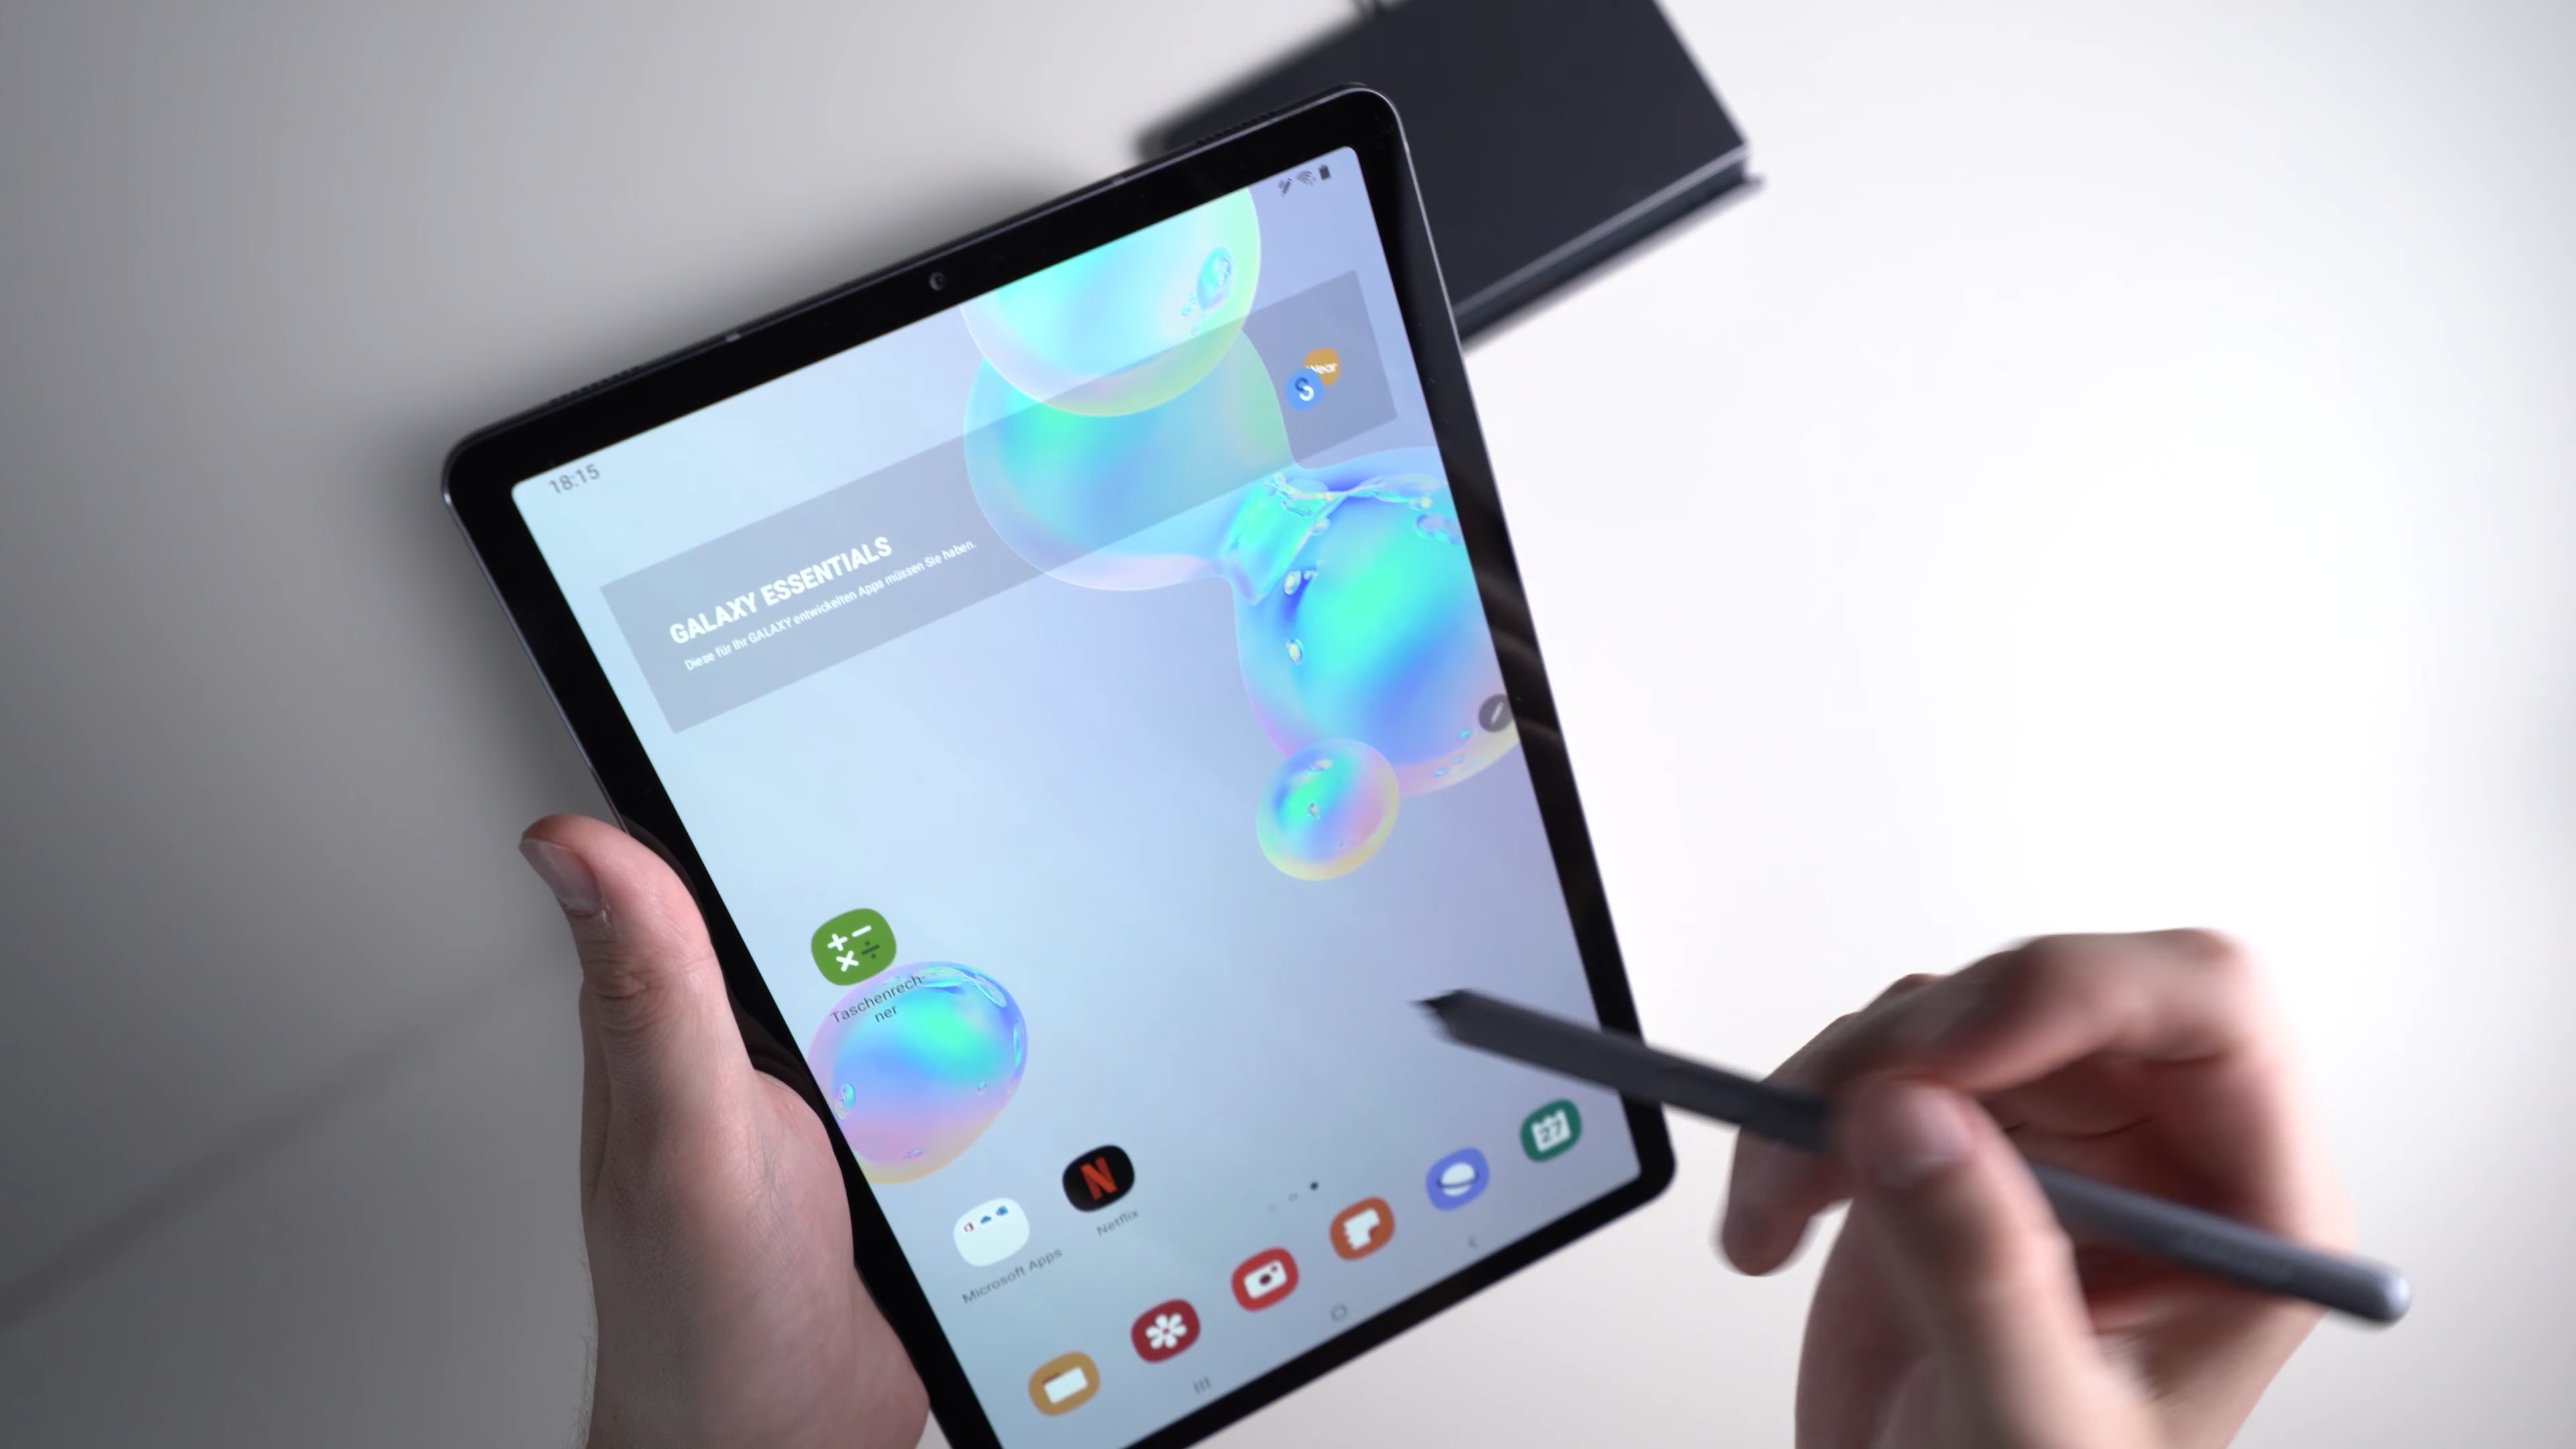 18:15
Wear
S
GALAXY ESSENTIALS
Diese für Ihr GALAXY entwickelten Apps müssen Sie haben.
Taschenrech-
ner
N
Microsoft Apps
Netflix
27